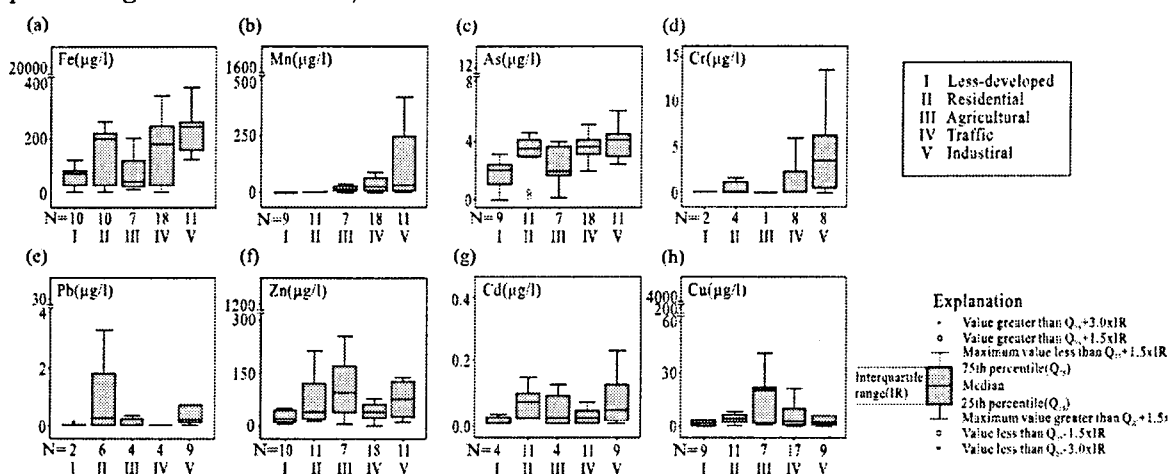 (a)
Fe(μg/l)
20000
400
200
0
N=10 10 7 18 11
I II III IV V
(b)
Mn(μg/l)
1600
500
250
0
N=9 11 7 18 11
I II III IV V
(c)
As(μg/l)
12
8
4
0
N=9 11 7 18 11
I II III IV V
(d)
Cr(μg/l)
15
10
5
0
N=2 4 1 8 8
I II III IV V
I Less-developed
II Residential
III Agricultural
IV Traffic
V Indusitiral
(e)
Pb(μg/l)
30
4
2
0
N=2 6 4 4 9
I II III IV V
(f)
Zn(μg/l)
1200
300
150
0
N=10 11 7 18 11
I II III IV V
(g)
Cd(μg/l)
0.4
0.2
0.0
N=4 11 4 11 9
I II III IV V
(h)
Cu(μg/l)
4000
200
60
30
0
N=9 11 7 17 9
I II III IV V
Explanation
Value greater than +3.0xIR
Value greater than +1.5xIR
Maximum value less than +1.5xIR
75th percentile
Interquartile
range(IR)
Median
25th percentile
Maximum value greater than +1.5
Value less than -1.5xIR
Value less than -3.0xIR